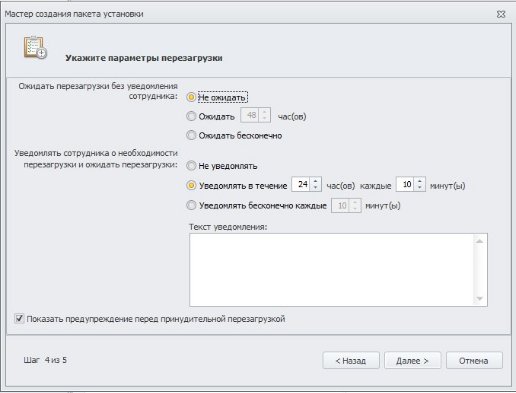 Мастер создания пакета установки
Укажите параметры перезагрузки
Ожидать перезагрузки без уведомления
сотрудника:
Не ожидать
Ожидать 48 час(ов)
Ожидать бесконечно
Уведомлять сотрудника о необходимости
перезагрузки и ожидать перезагрузки:
Не уведомлять
Уведомлять в течение 24 час(ов) каждые 10 минут(ы)
Уведомлять бесконечно каждые 10 минут(ы)
Текст уведомления:
Показать предупреждение перед принудительной перезагрузкой
Шаг 4 из 5
< Назад
Далее >
Отмена